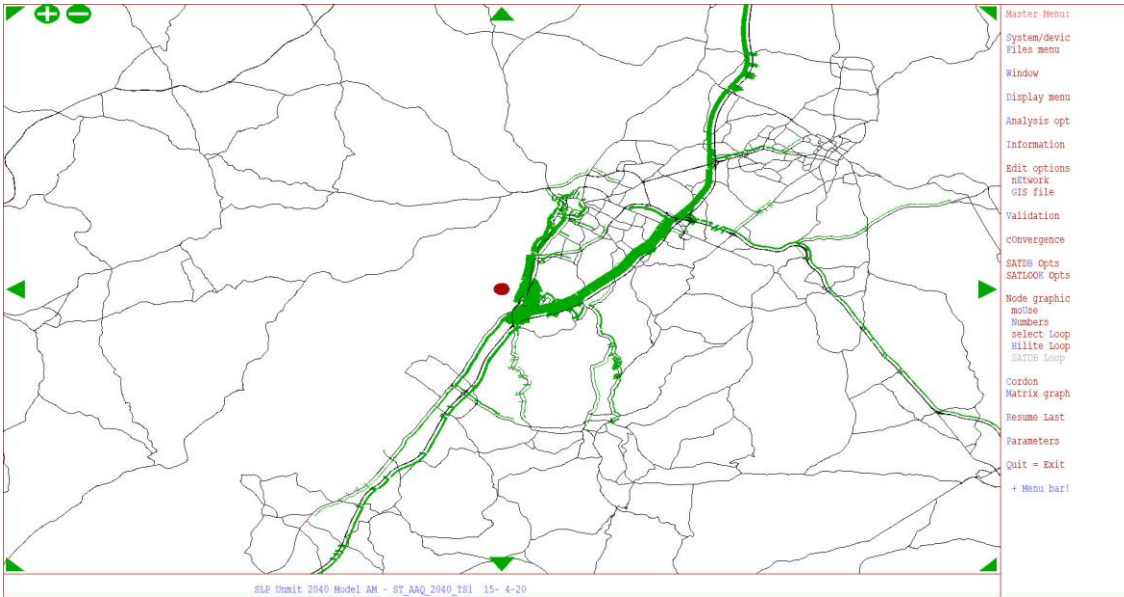 Master Menu:
System/devic
Files menu
Window
Display menu
Analysis opt
Information
Edit options
nEtwork
GIS file
Validation
cOnvergence
SATDB Opts
SATLOOK Opts
Node graphic
moUse
Numbers
select Loop
Hilite Loop
SATDB Loop
Cordon
Matrix graph
Resume Last
Parameters
Quit = Exit
+ Menu bar!
SLP Unmit 2040 Model AM - ST_AAQ_2040_TS1 15- 4-20